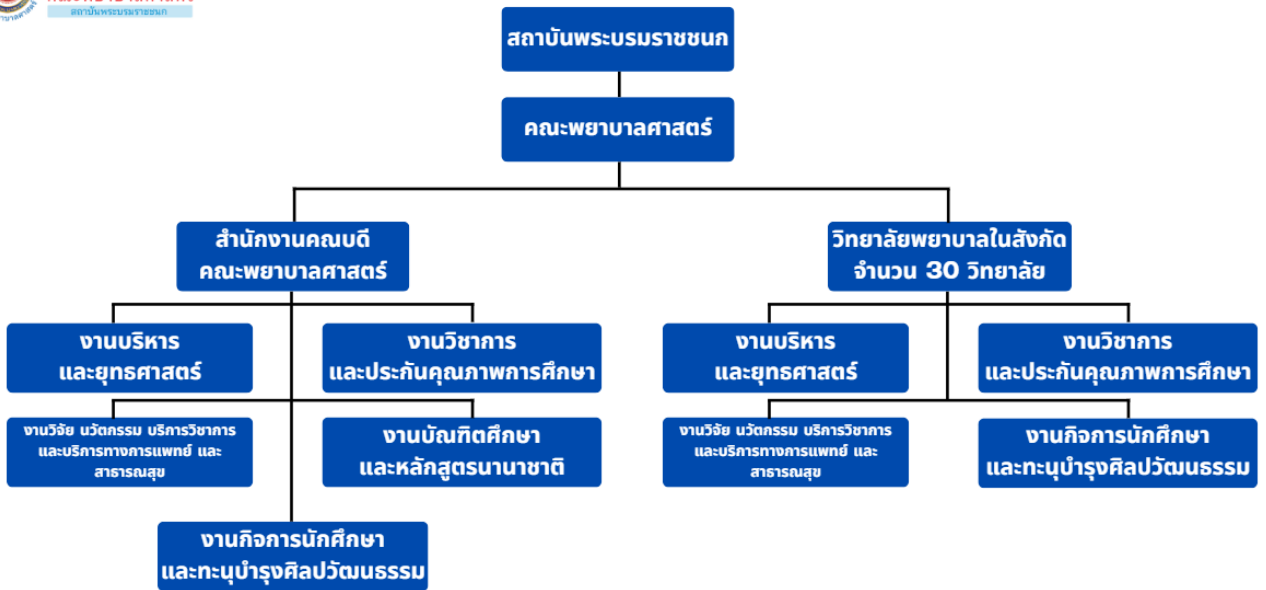 สถาบันพระบรมราชชนก
สถาบันพระบรมราชชนก
คณะพยาบาลศาสตร์
สำนักงานคณบดี
คณะพยาบาลศาสตร์
วิทยาลัยพยาบาลในสังกัด
จำนวน 30 วิทยาลัย
งานบริหาร
และยุทธศาสตร์
งานวิชาการ
และประกันคุณภาพการศึกษา
งานบริหาร
และยุทธศาสตร์
งานวิชาการ
และประกันคุณภาพการศึกษา
งานวิจัย นวัตกรรม บริการวิชาการ
และบริการทางการแพทย์ และ
สาธารณสุข
งานบัณฑิตศึกษา
และหลักสูตรนานาชาติ
งานวิจัย นวัตกรรม บริการวิชาการ
และบริการทางการแพทย์ และ
สาธารณสุข
งานกิจการนักศึกษา
และทะนุบำรุงศิลปวัฒนธรรม
งานกิจการนักศึกษา
และทะนุบำรุงศิลปวัฒนธรรม